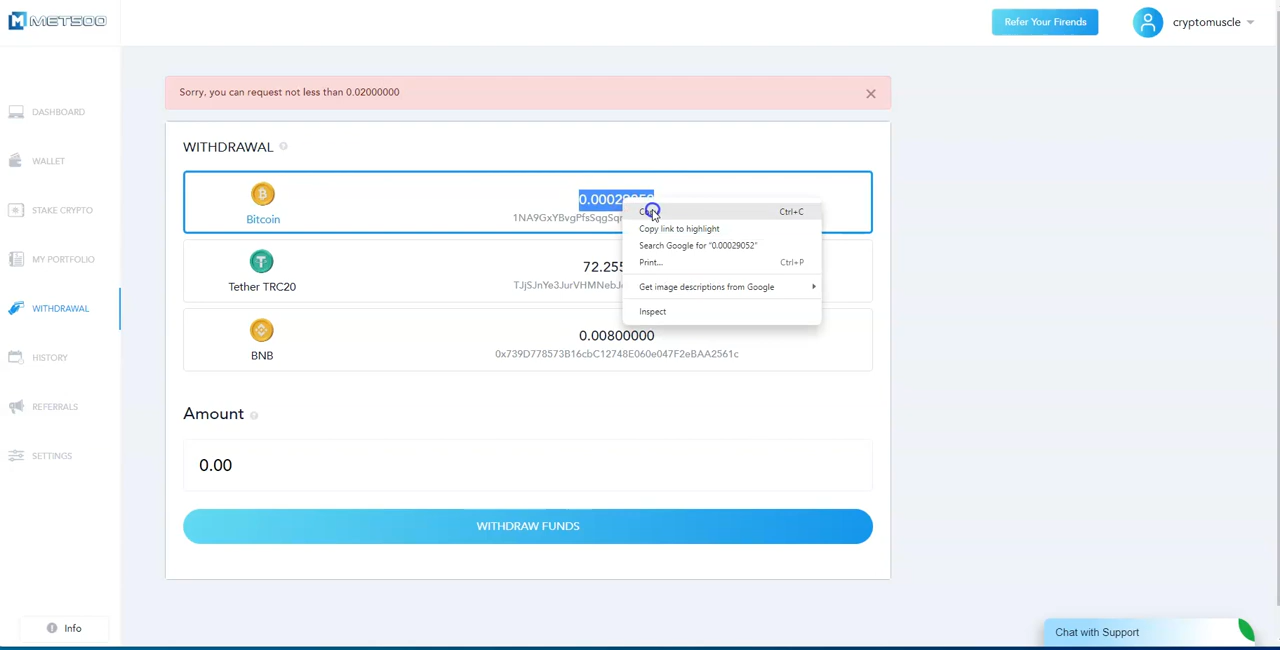 METSOO
Refer Your Firends
cryptomuscle
DASHBOARD
WALLET
STAKE CRYPTO
MY PORTFOLIO
WITHDRAWAL
HISTORY
REFERRALS
SETTINGS
Info
Sorry, you can request not less than 0.02000000
WITHDRAWAL
Bitcoin
Tether TRC20
72.255
BNB
0.00800000
0x739D778573B16cbC12748E060e047F2eBAA2561c
Copy Ctrl+C
Copy link to highlight
Search Google for "0.00029052"
Print... Ctrl+P
Get image descriptions from Google
Inspect
Amount
0.00
WITHDRAW FUNDS
Chat with Support